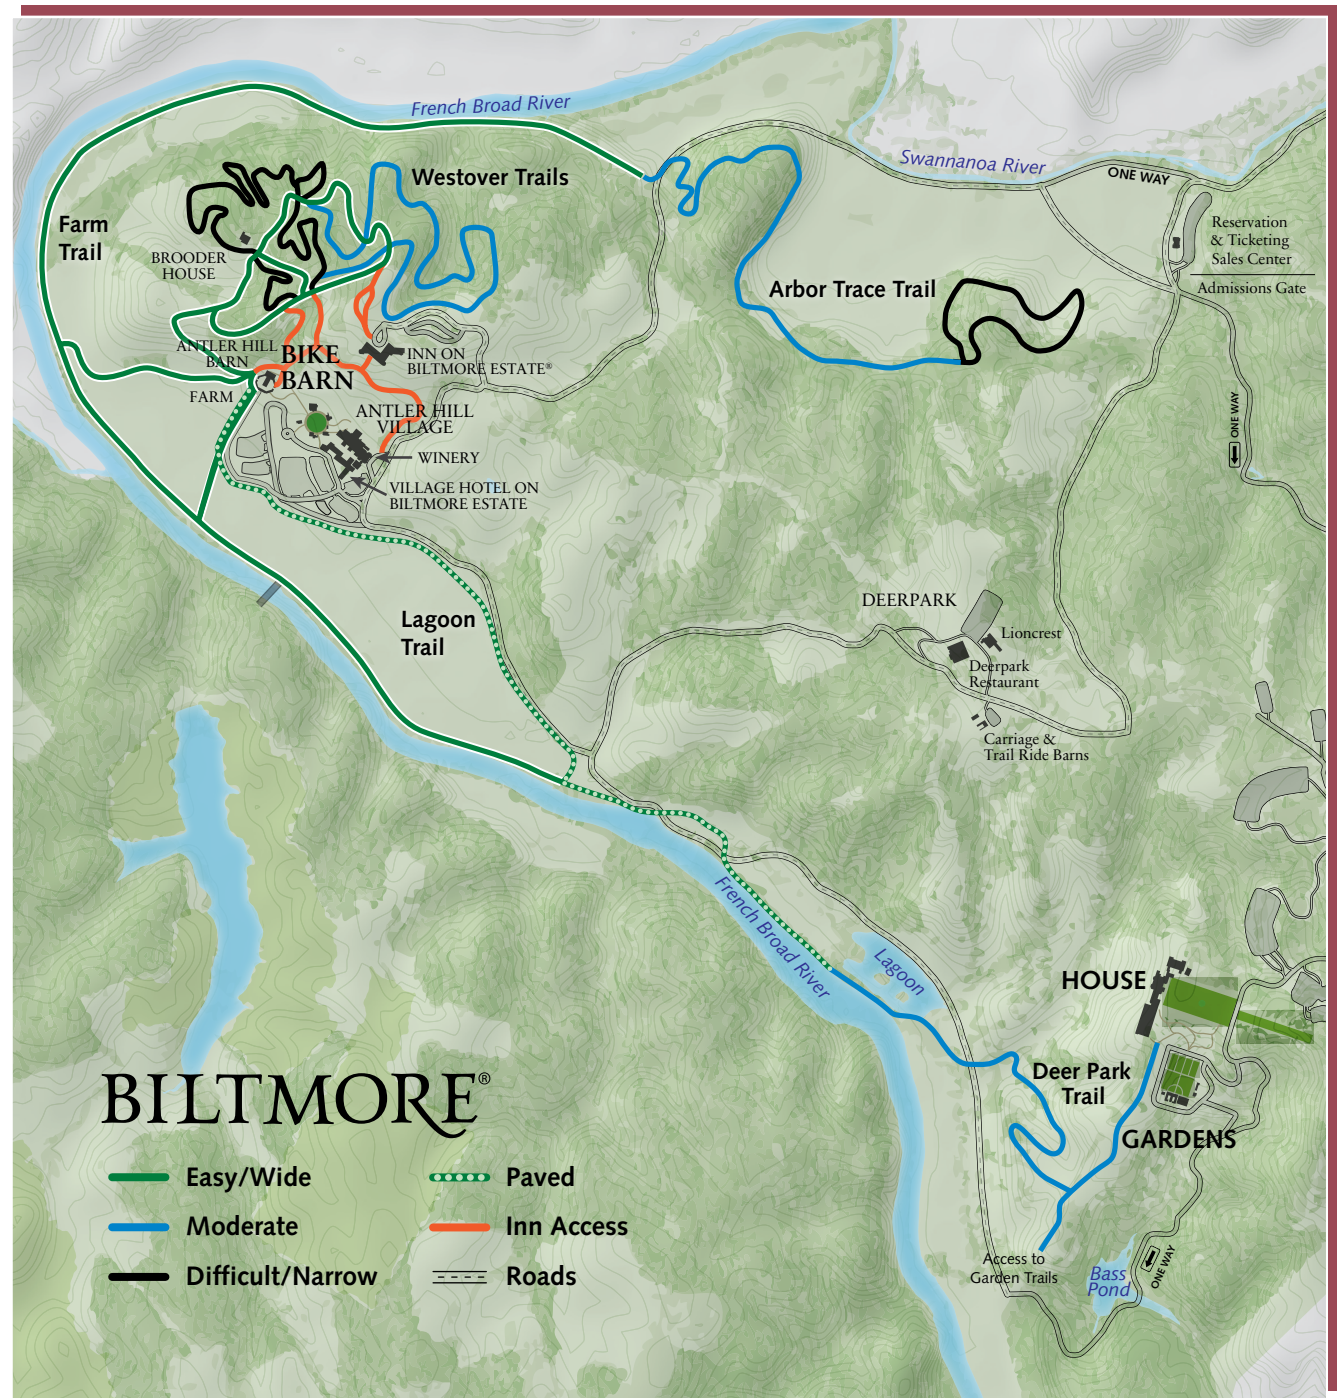 French Broad River
Swannanoa River
ONE WAY
Westover Trails
Farm
Trail
BROODER
HOUSE
Reservation
& Ticketing
Sales Center
Admissions Gate
Arbor Trace Trail
ANTLER HILL
BARN
BIKE
BARN
INN ON
BILTMORE ESTATE®
FARM
ANTLER HILL
VILLAGE
ONE WAY
WINERY
VILLAGE HOTEL ON
BILTMORE ESTATE
DEERPARK
Lioncrest
Lagoon
Trail
Deerpark
Restaurant
Carriage &
Trail Ride Barns
French Broad River
Lagoon
HOUSE
Deer Park
Trail
GARDENS
BILTMORE®
Easy/Wide
Paved
Moderate
Inn Access
Difficult/Narrow
Roads
Access to
Garden Trails
Bass
Pond
ONE WAY